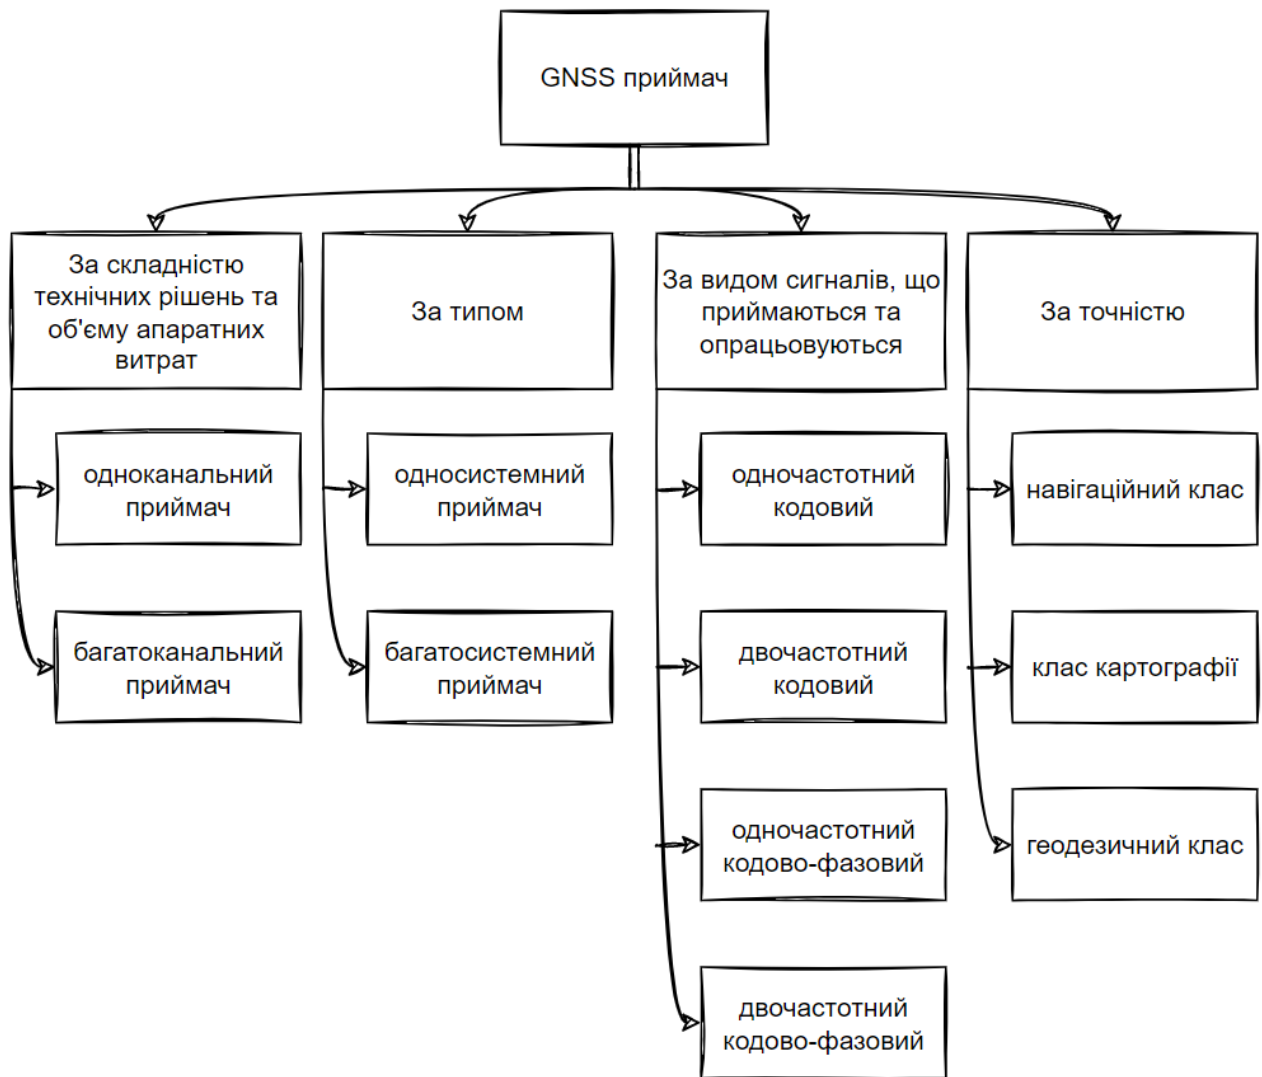 GNSS приймач
За складністю
технічних рішень та
об'єму апаратних
витрат
За типом
За видом сигналів, що
приймаються та
опрацьовуються
За точністю
одноканальний
приймач
багатоканальний
приймач
односистемний
приймач
багатосистемний
приймач
одночастотний
кодовий
двочастотний
кодовий
одночастотний
кодово-фазовий
двочастотний
кодово-фазовий
навігаційний клас
клас картографії
геодезичний клас